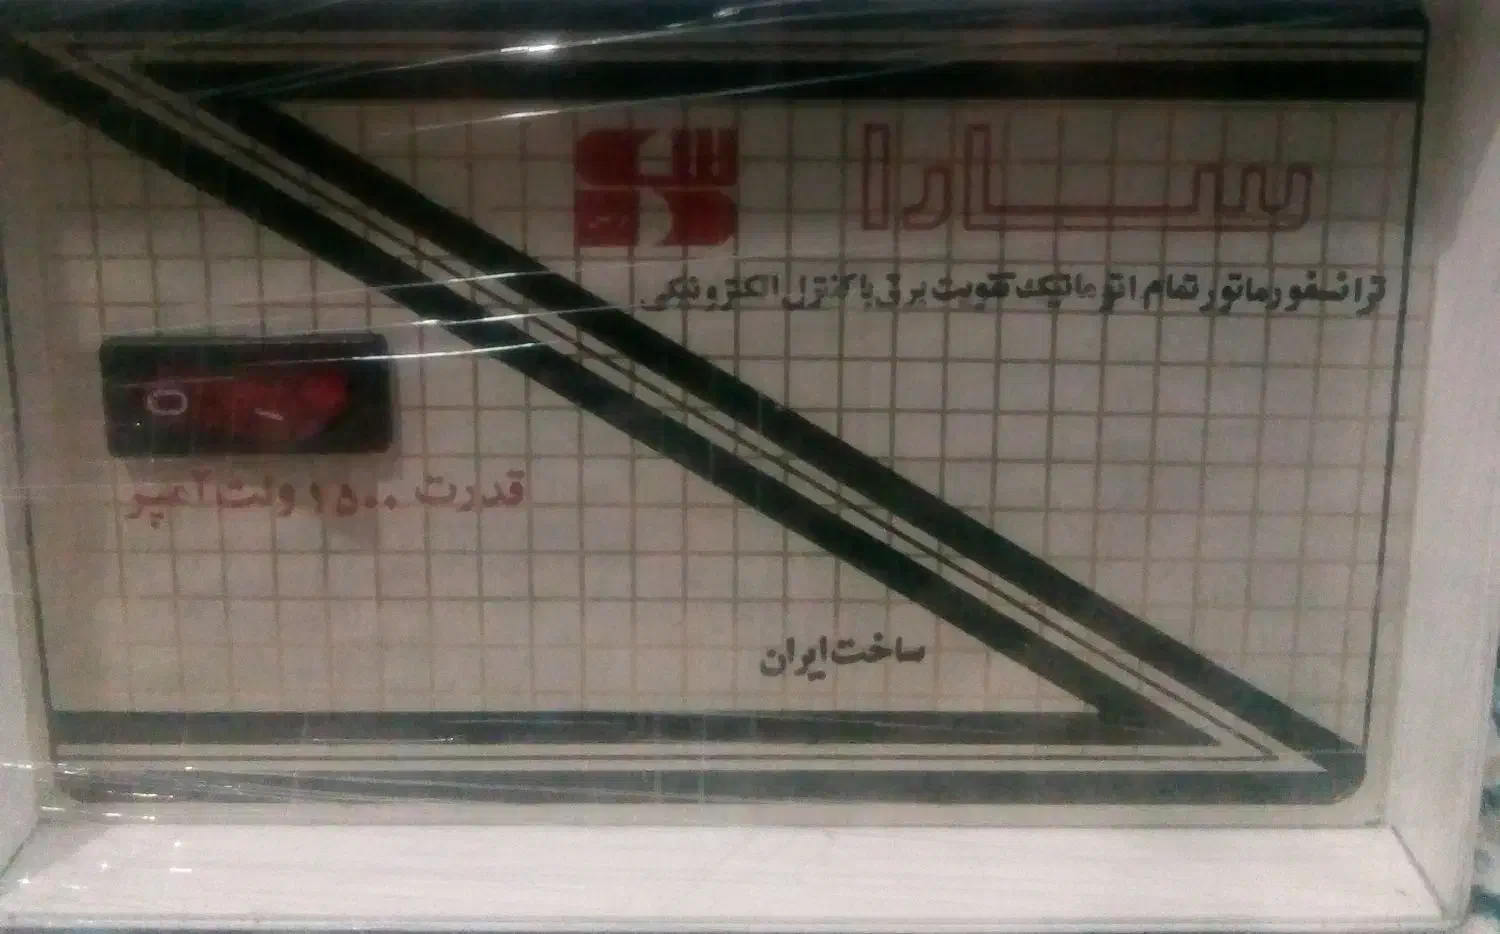 سارا
ترانسفورماتور تمام اتوماتیک تقویت برق با کنترل الکترونیکی
قدرت ۱۵۰۰ ولت آمپر
ساخت ایران